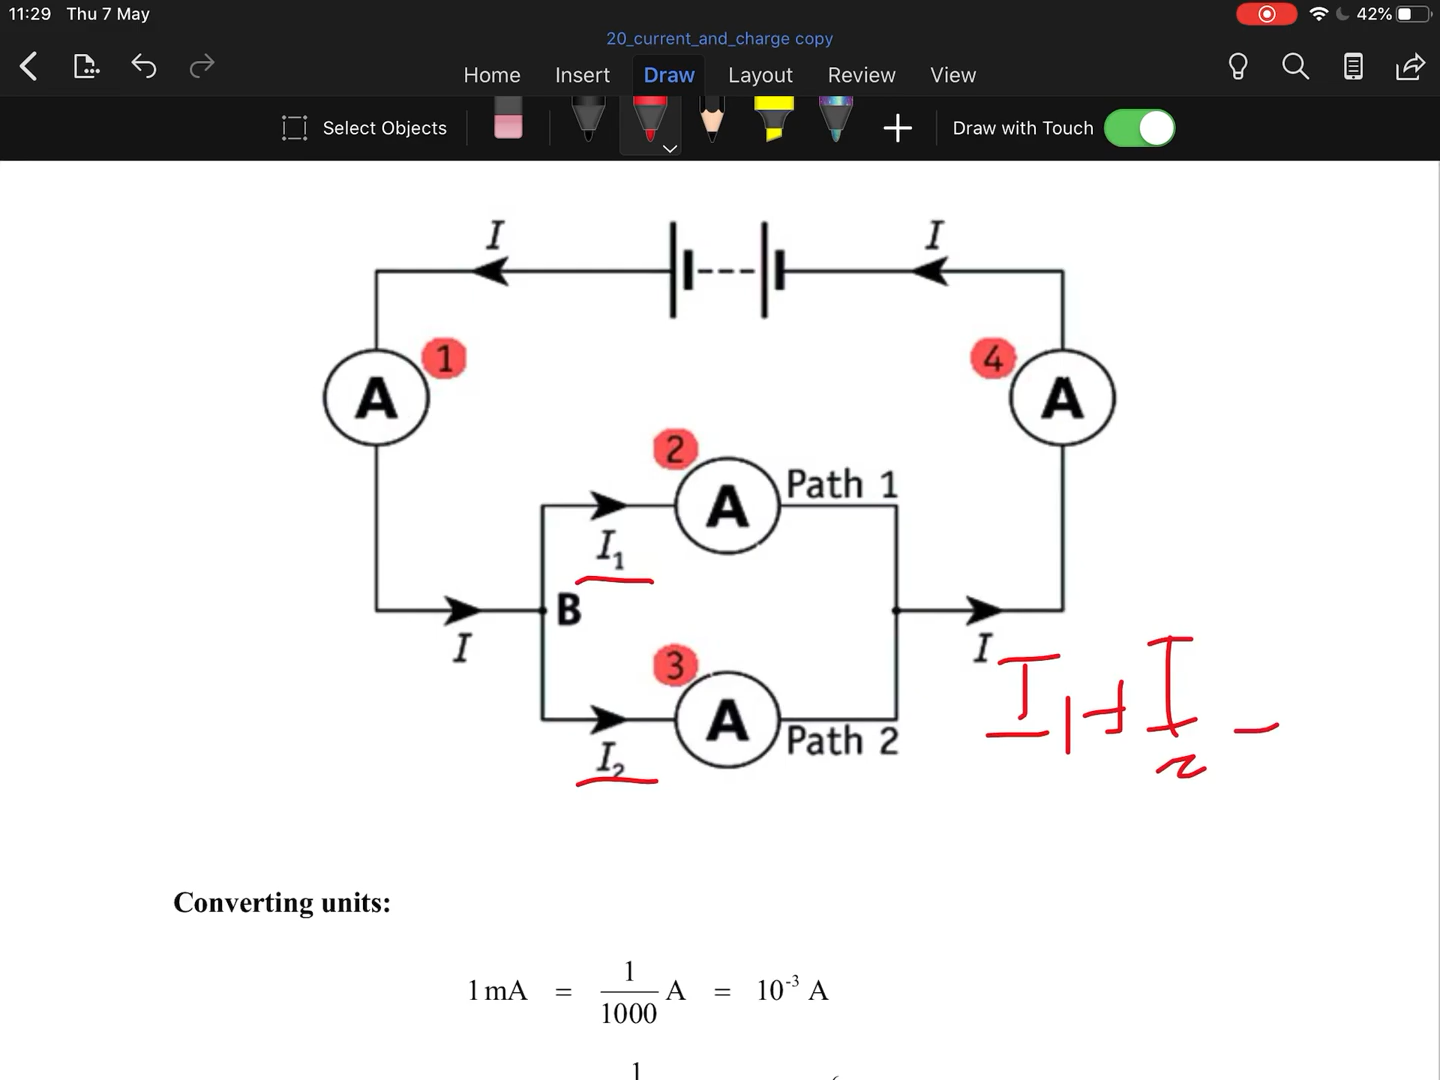 11:29 Thu 7 May 42%
20_current_and_charge copy
Home Insert Draw Layout Review View
Select Objects Draw with Touch
I I
1 4
A A
2
A Path 1
I₁
B
I I
3
A Path 2
I₂
I₁ + I₂ –
Converting units:
1 mA = 1/1000 A = 10⁻³ A
1